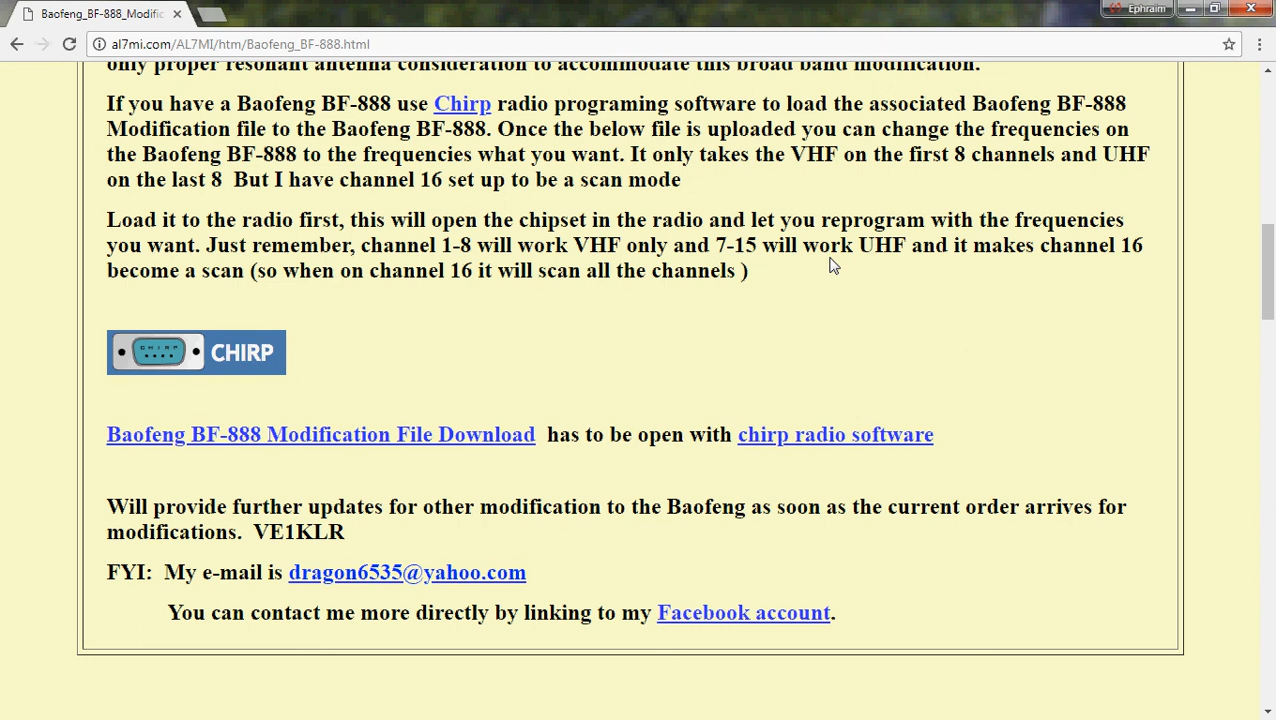 Baofeng_BF-888_Modific
Ephraim
al7mi.com/AL7MI/htm/Baofeng_BF-888.html
only proper resonant antenna consideration to accommodate this broad band modification.
If you have a Baofeng BF-888 use Chirp radio programing software to load the associated Baofeng BF-888
Modification file to the Baofeng BF-888. Once the below file is uploaded you can change the frequencies on
the Baofeng BF-888 to the frequencies what you want. It only takes the VHF on the first 8 channels and UHF
on the last 8  But I have channel 16 set up to be a scan mode
Load it to the radio first, this will open the chipset in the radio and let you reprogram with the frequencies
you want. Just remember, channel 1-8 will work VHF only and 7-15 will work UHF and it makes channel 16
become a scan (so when on channel 16 it will scan all the channels )
CHIRP CHIRP
Baofeng BF-888 Modification File Download  has to be open with chirp radio software
Will provide further updates for other modification to the Baofeng as soon as the current order arrives for
modifications.  VE1KLR
FYI:  My e-mail is dragon6535@yahoo.com
You can contact me more directly by linking to my Facebook account.